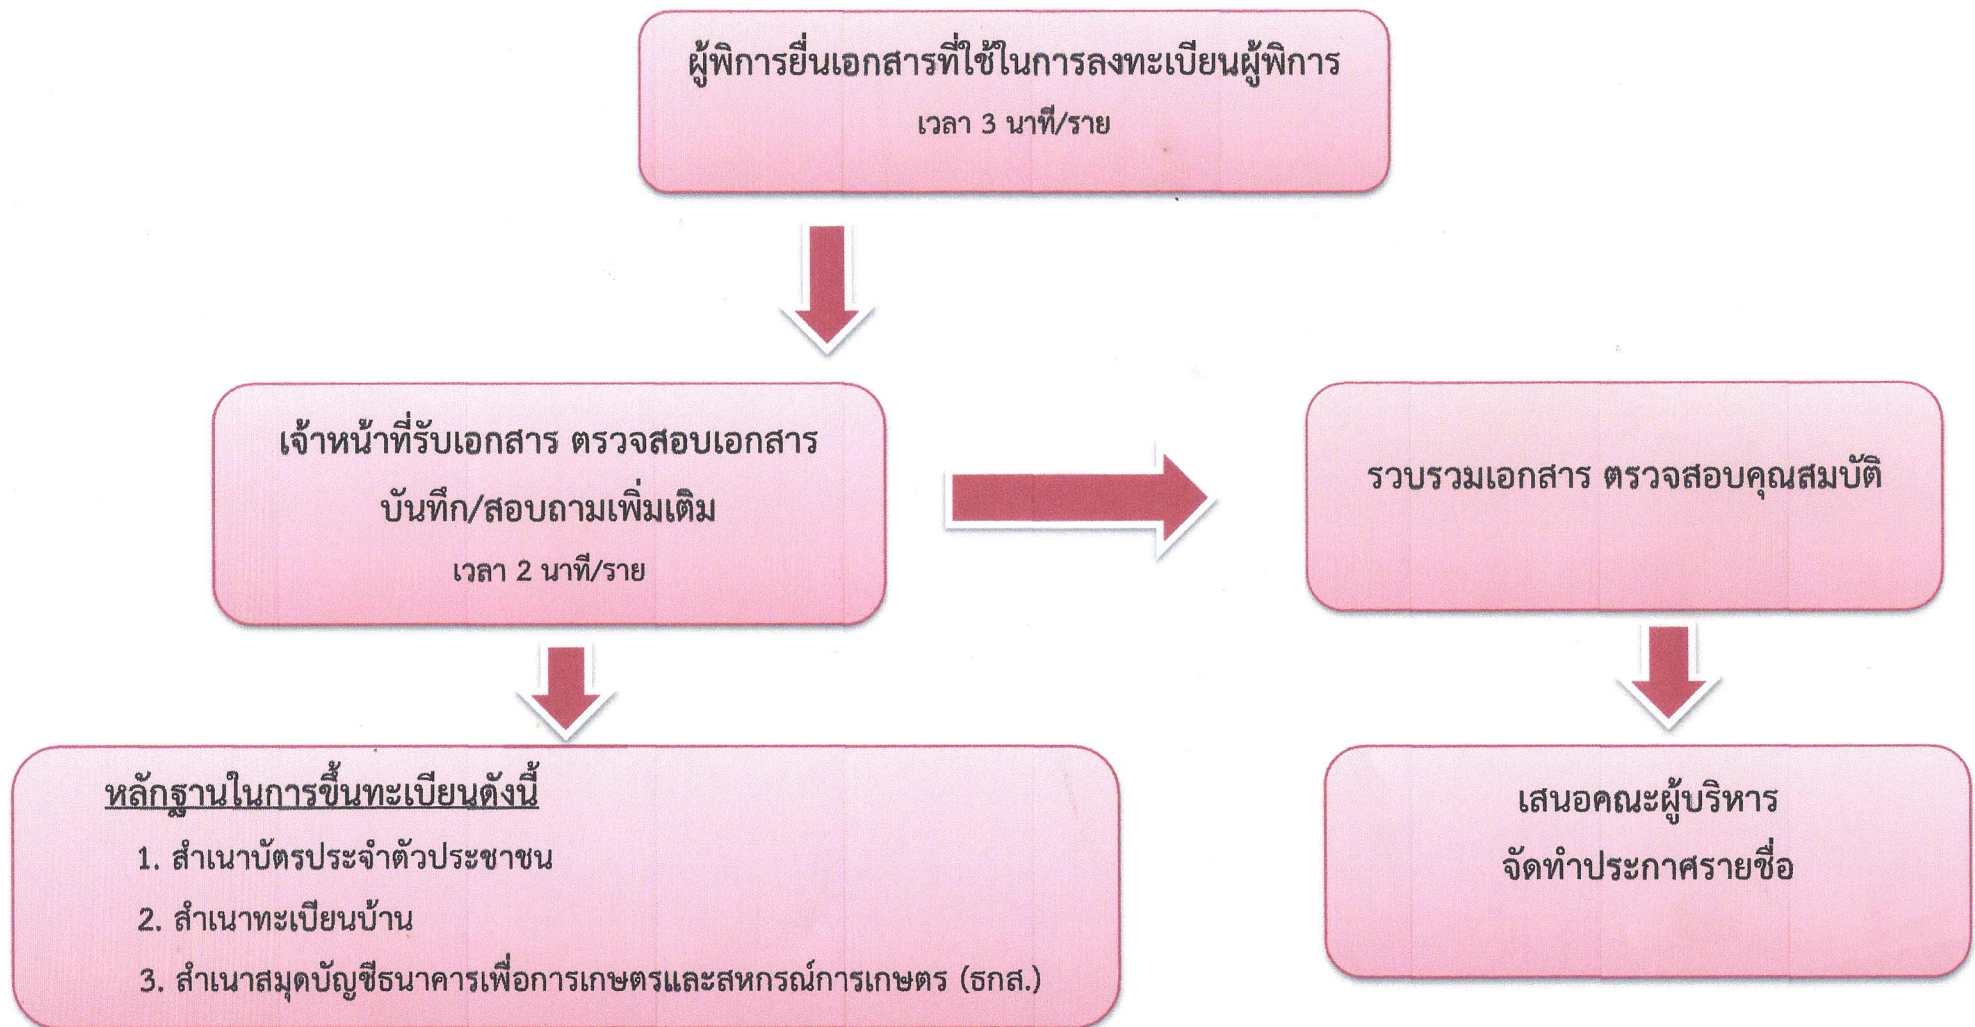 ผู้พิการยื่นเอกสารที่ใช้ในการลงทะเบียนผู้พิการ
เวลา 3 นาที/ราย
เจ้าหน้าที่รับเอกสาร ตรวจสอบเอกสาร
บันทึก/สอบถามเพิ่มเติม
เวลา 2 นาที/ราย
รวบรวมเอกสาร ตรวจสอบคุณสมบัติ
หลักฐานในการขึ้นทะเบียนดังนี้
1. สำเนาบัตรประจำตัวประชาชน
2. สำเนาทะเบียนบ้าน
3. สำเนาสมุดบัญชีธนาคารเพื่อการเกษตรและสหกรณ์การเกษตร (ธกส.)
เสนอคณะผู้บริหาร
จัดทำประกาศรายชื่อ